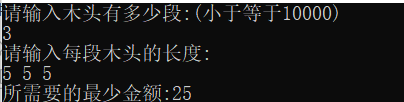 请输入木头有多少段:(小于等于10000)
3
请输入每段木头的长度:
5 5 5
所需要的最少金额:25